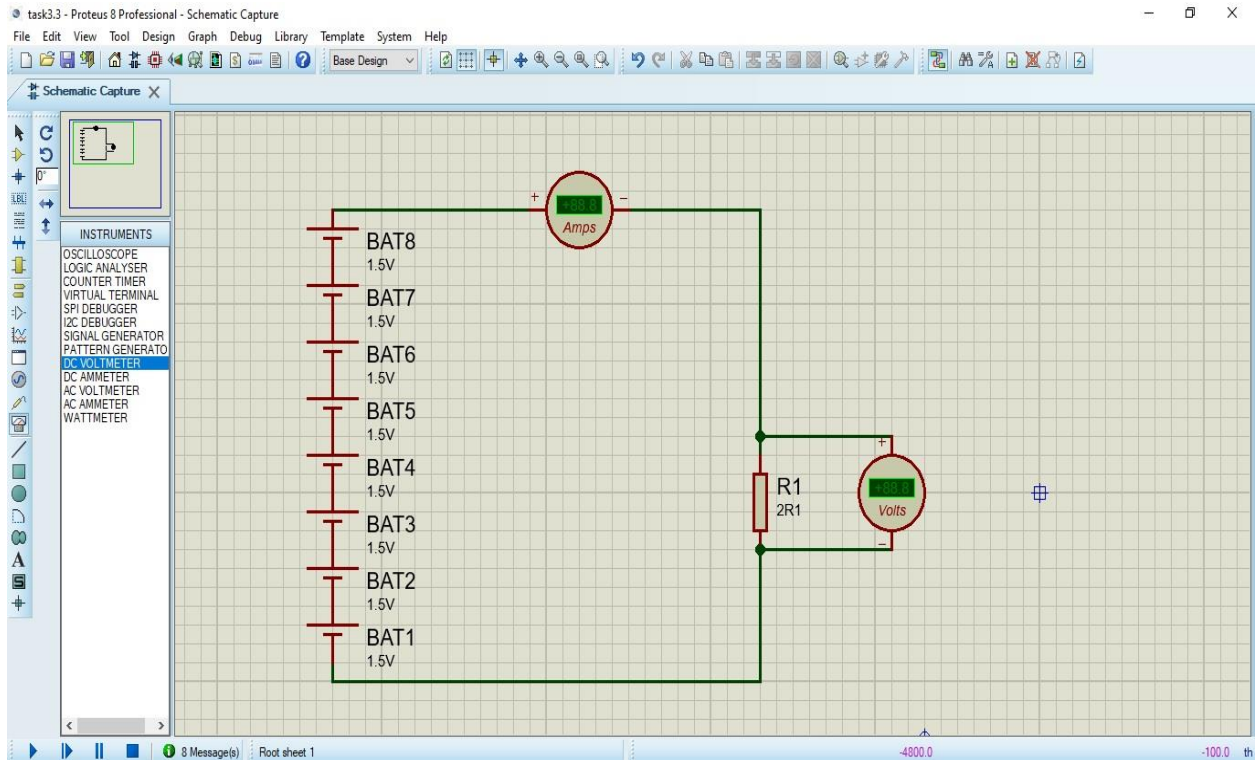 task3.3 - Proteus 8 Professional - Schematic Capture
File Edit View Tool Design Graph Debug Library Template System Help
Base Design
Schematic Capture
0°
LBL
INSTRUMENTS
OSCILLOSCOPE
LOGIC ANALYSER
COUNTER TIMER
VIRTUAL TERMINAL
SPI DEBUGGER
I2C DEBUGGER
SIGNAL GENERATOR
PATTERN GENERATO
DC VOLTMETER
DC AMMETER
AC VOLTMETER
AC AMMETER
WATTMETER
A
S
+ -
+88.8
Amps
BAT8
1.5V
BAT7
1.5V
BAT6
1.5V
BAT5
1.5V
BAT4
1.5V
BAT3
1.5V
BAT2
1.5V
BAT1
1.5V
R1
2R1
+
+88.8
Volts
-
8 Message(s) Root sheet 1 -4800.0 -100.0 th